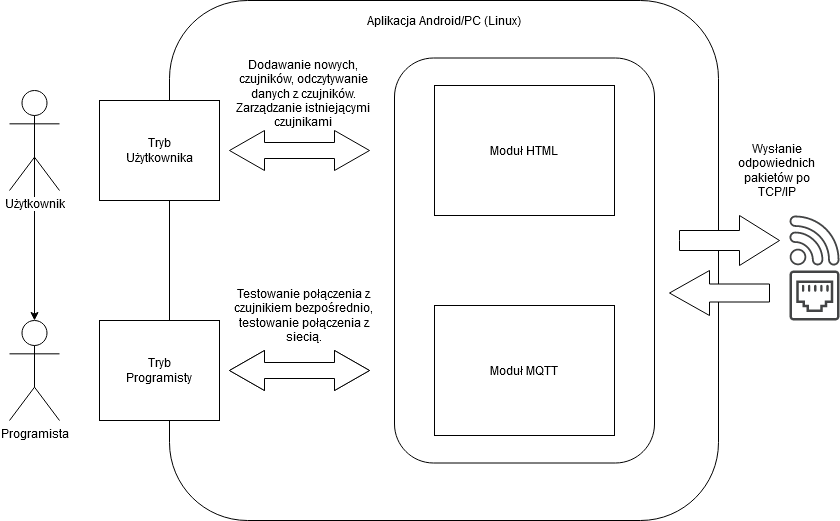 Aplikacja Android/PC (Linux)
Dodawanie nowych,
czujników, odczytywanie
danych z czujników.
Zarządzanie istniejącymi
czujnikami
Tryb
Użytkownika
Użytkownik
Moduł HTML
Wysłanie
odpowiednich
pakietów po
TCP/IP
Testowanie połączenia z
czujnikiem bezpośrednio,
testowanie połączenia z
siecią.
Tryb
Programisty
Programista
Moduł MQTT